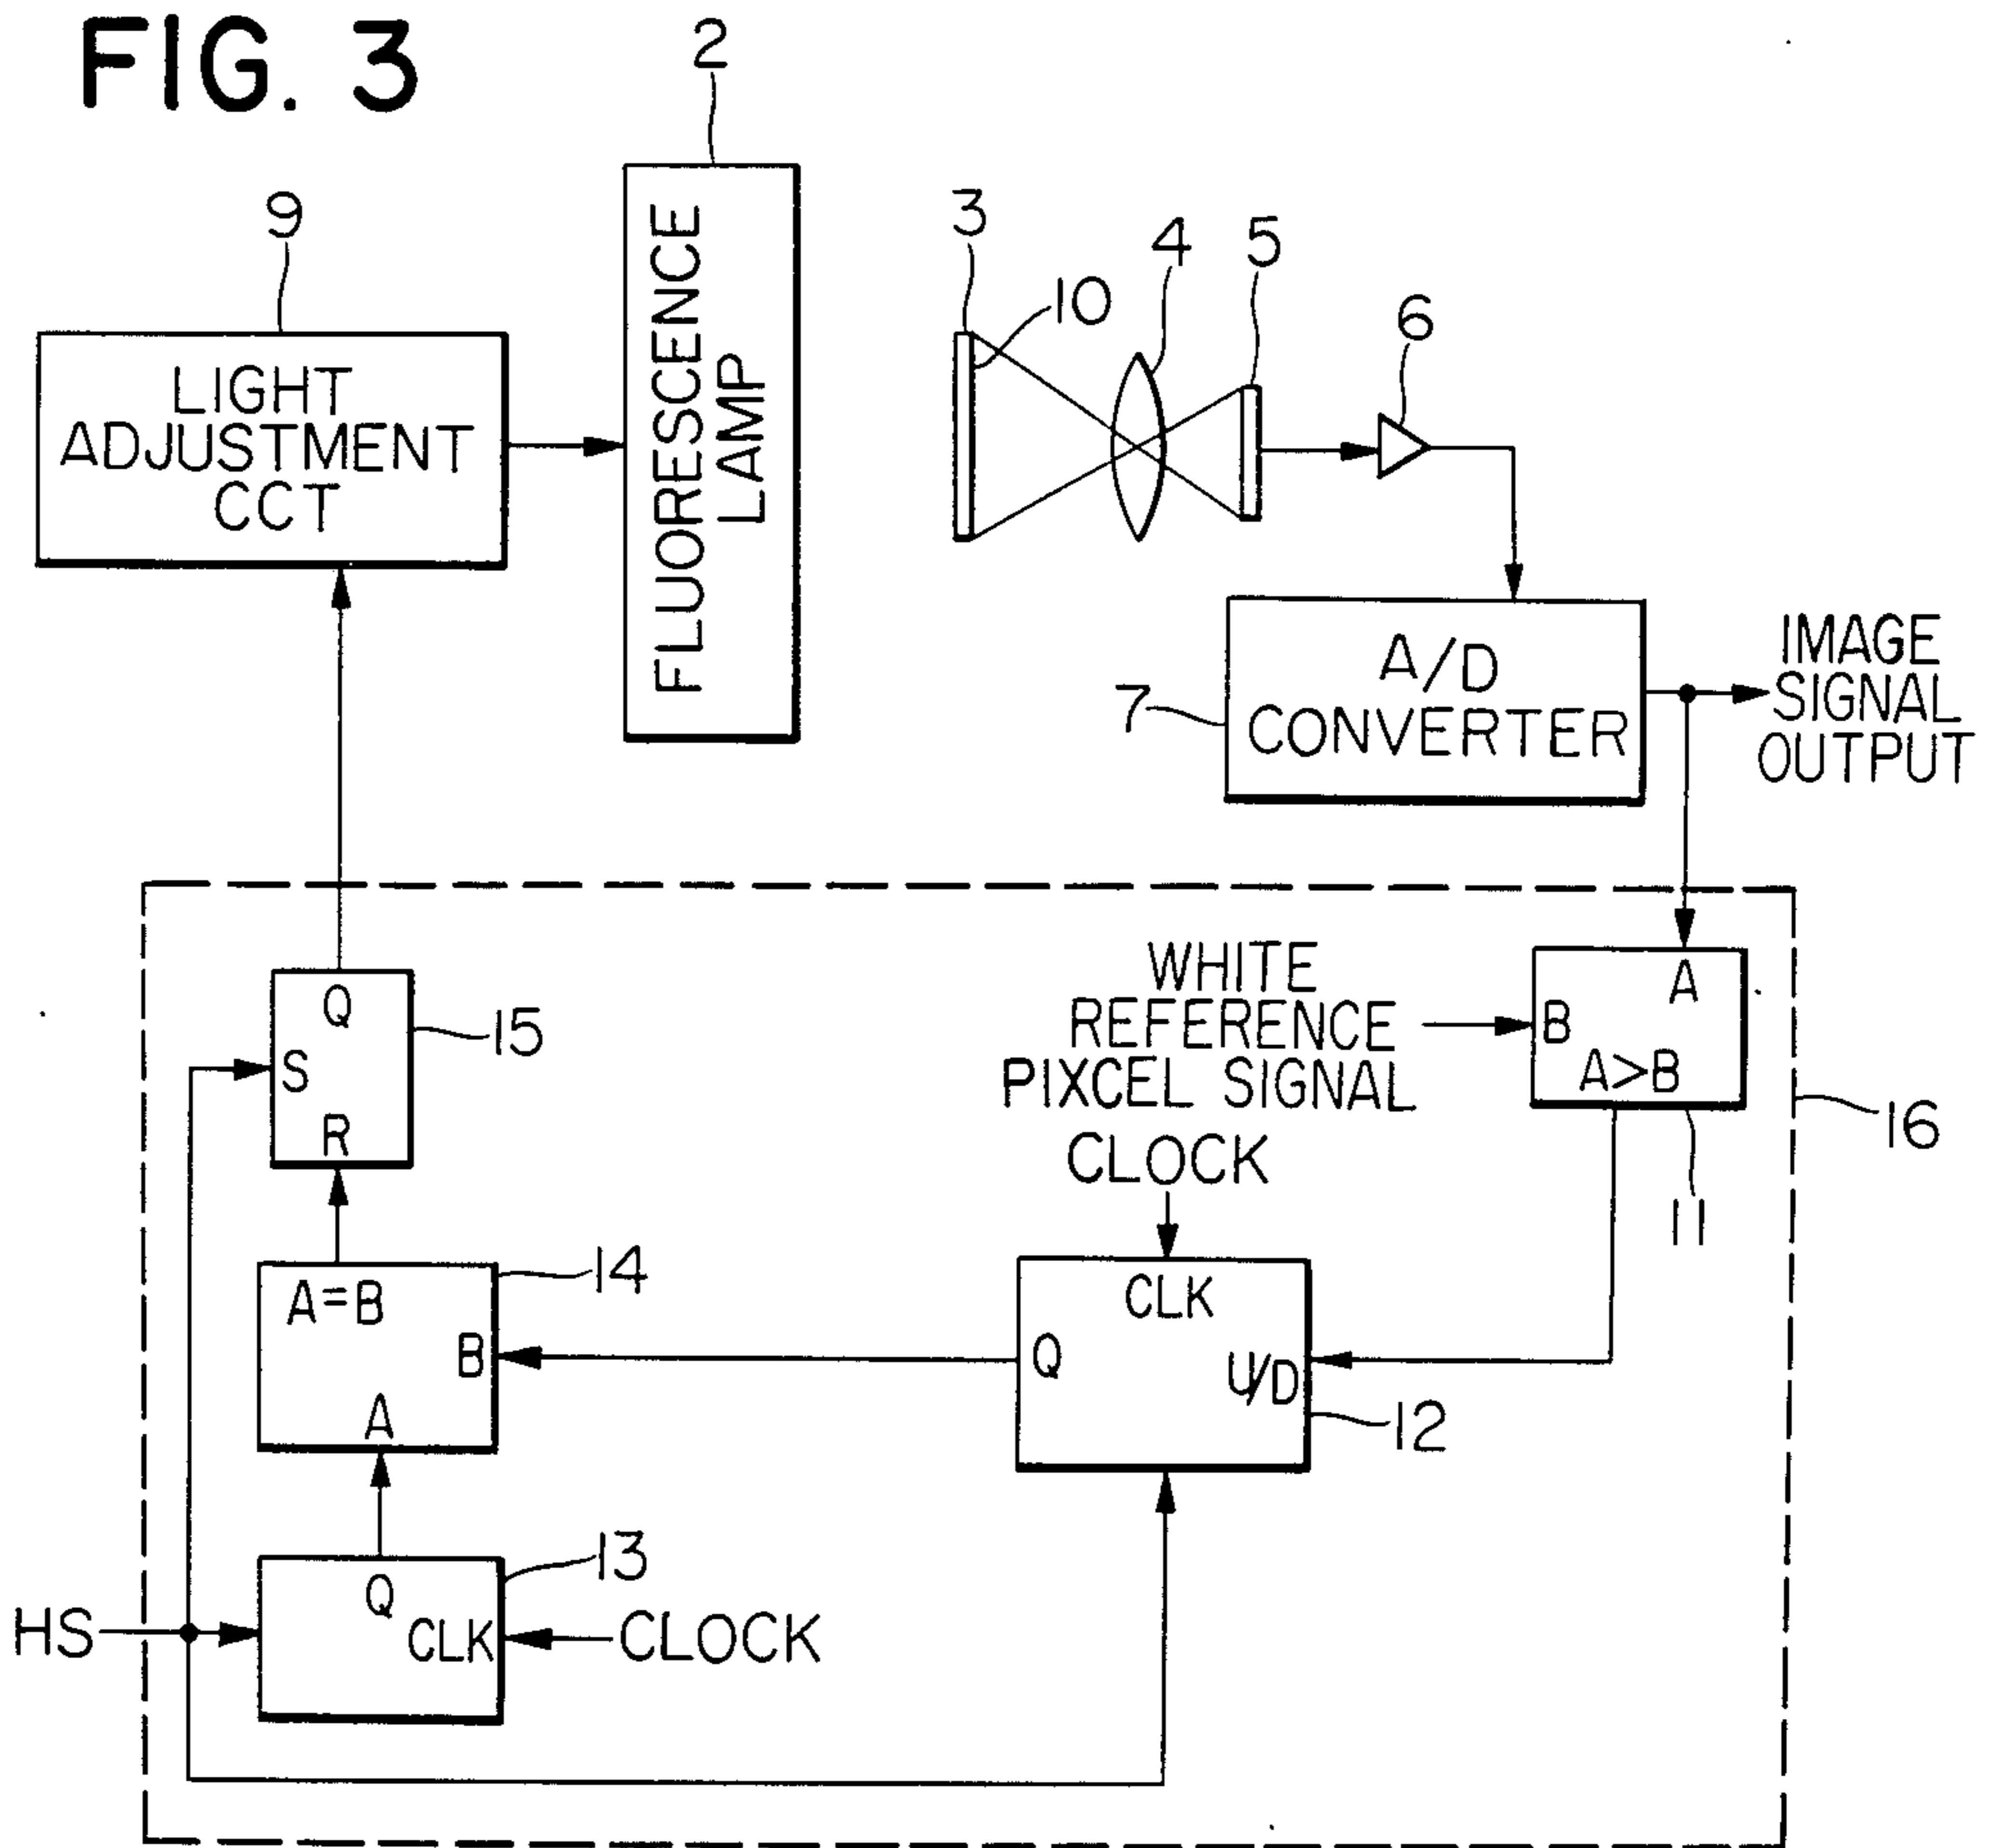 FIG. 3
2
9
3
10
4
5
6
LIGHT
ADJUSTMENT
CCT
FLUORESCENCE
LAMP
7
A/D
CONVERTER
IMAGE
SIGNAL
OUTPUT
Q
S
R
15
WHITE
REFERENCE
PIXCEL SIGNAL
A
B
A>B
16
11
CLOCK
14
A=B
B
A
CLK
Q
U/D
12
13
HS
Q
CLK
CLOCK